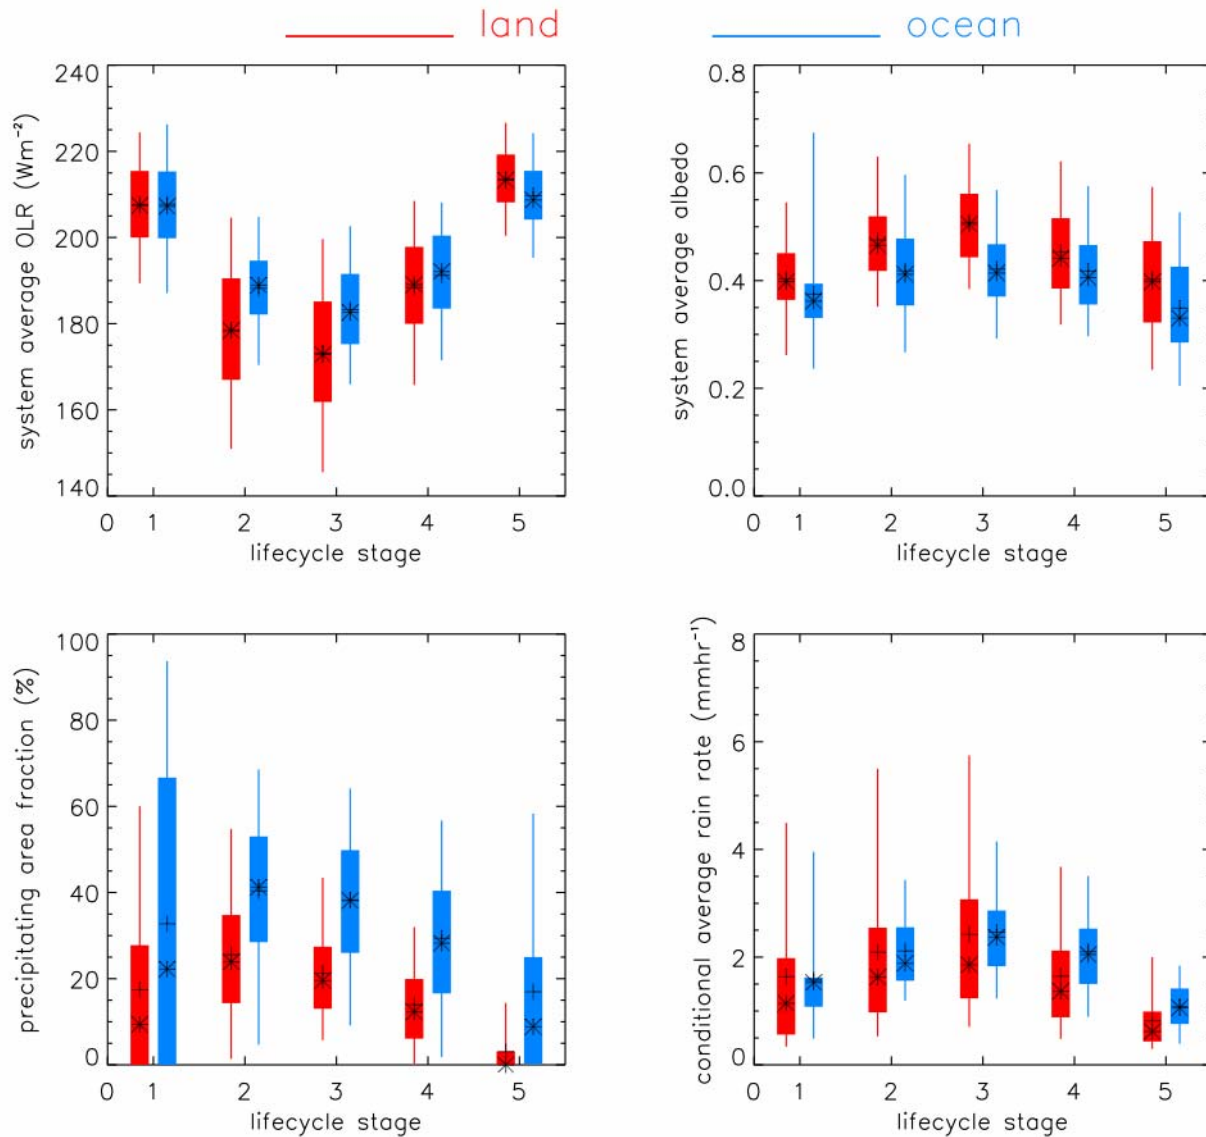 land ocean
240
220
200
180
160
140
system average OLR (Wm⁻²)
0 1 2 3 4 5
lifecycle stage
0.8
0.6
0.4
0.2
0.0
system average albedo
0 1 2 3 4 5
lifecycle stage
100
80
60
40
20
0
precipitating area fraction (%)
0 1 2 3 4 5
lifecycle stage
8
6
4
2
0
conditional average rain rate (mmhr⁻¹)
0 1 2 3 4 5
lifecycle stage